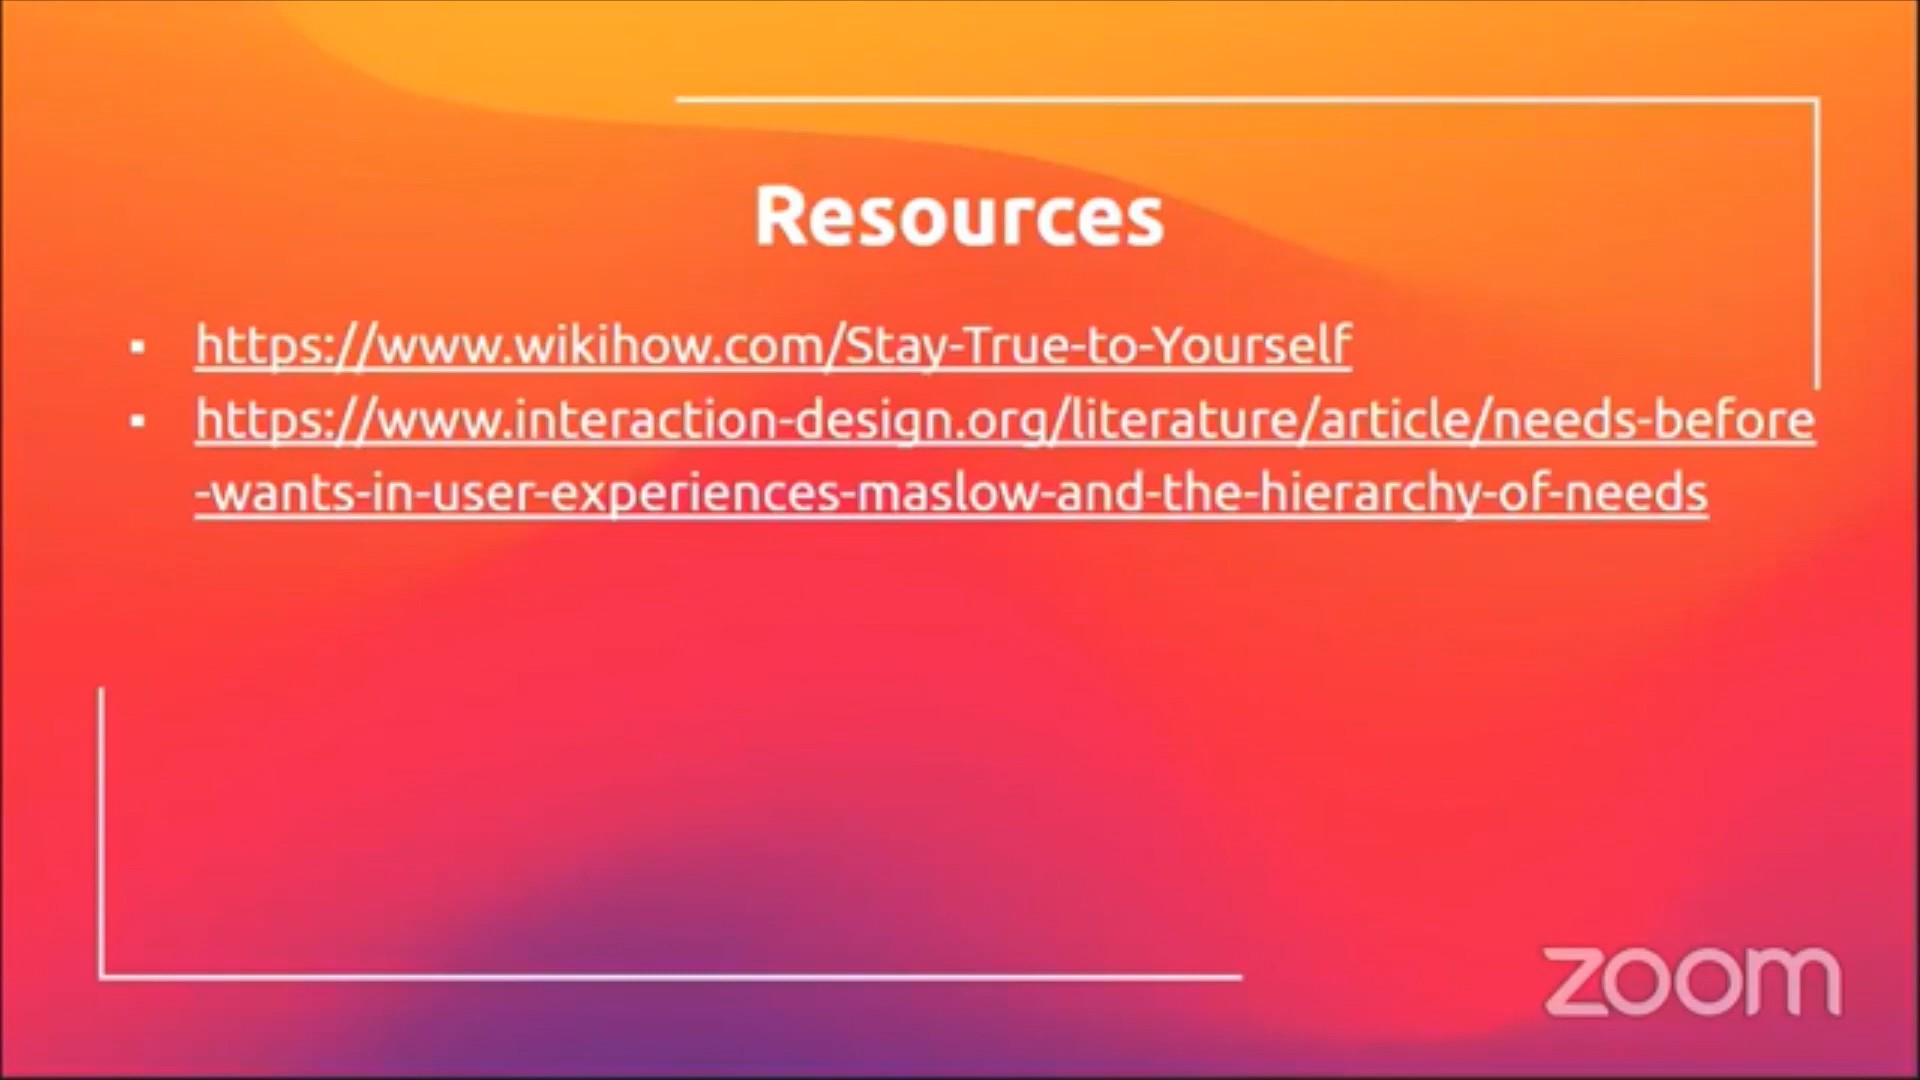 Resources
▪ https://www.wikihow.com/Stay-True-to-Yourself
▪ https://www.interaction-design.org/literature/article/needs-before
-wants-in-user-experiences-maslow-and-the-hierarchy-of-needs
zoom